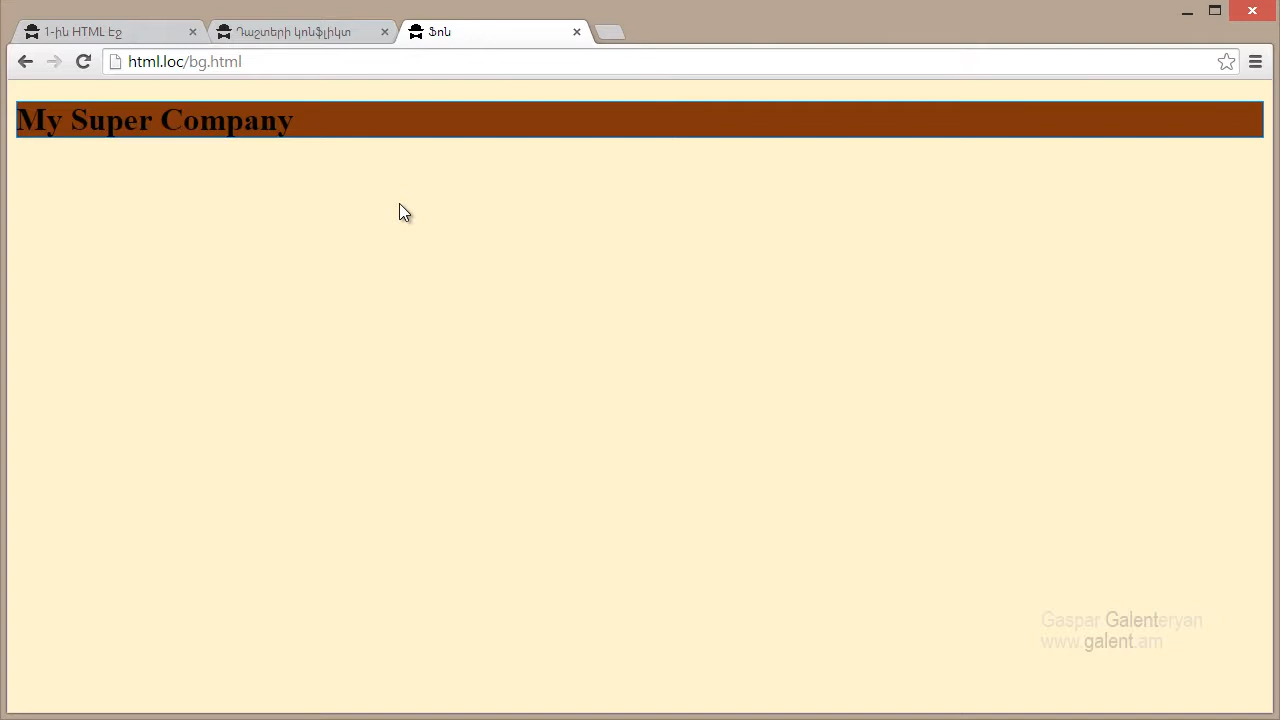 1-ին HTML էջ
Դաշտերի կոնֆլիկտ
Ֆոն
html.loc/bg.html
My Super Company
Gaspar Galenteryan
www.galent.am